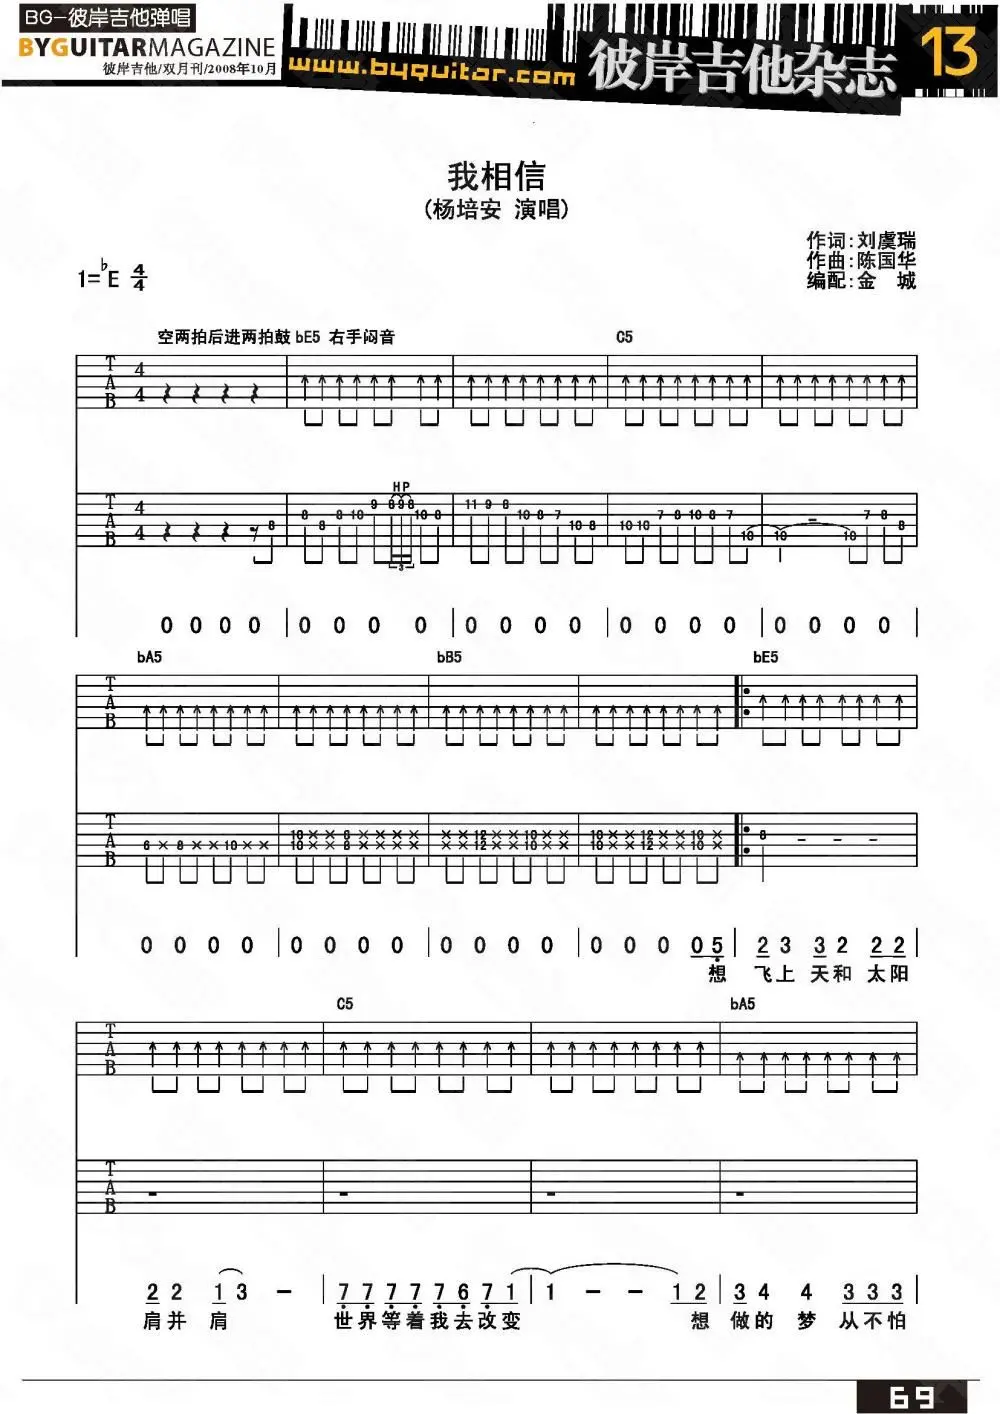 BG-彼岸吉他弹唱
BYGUITARMAGAZINE
彼岸吉他/双月刊/2008年10月
www.byguitar.com
彼岸吉他杂志
13
我相信
(杨培安 演唱)
作词:刘虞瑞
作曲:陈国华
编配:金 城
1=♭E 4/4
空两拍后进两拍鼓 bE5 右手闷音 C5
T A B 4/4
HP
T A B 4/4 8 8 8 8 10 9 8 9 8 10 8 11 9 8 10 8 7 10 8 10 10 7 8 10 8 7 10 10 10 7 8 8
3
0 0 0 0 | 0 0 0 0 | 0 0 0 0 | 0 0 0 0 | 0 0 0 0 |
bA5 bB5 bE5
T A B
T A B 6 × 8 × × 10 × ×
10 × × 8 × × × × | × × 12 × × 10 × × | 10 × × 10 × × 10 × | 8 - - -
10 × × 8 × × × × | × × 12 × × 10 × × | 10 × × 10 × × 10 ×
0 0 0 0 | 0 0 0 0 | 0 0 0 0 | 0 0 0 0 5 | 2 3 3 2 2 2
想 飞上 天和 太阳
C5 bA5
T A B
T A B - - - -
2 2 1 3 - | 7 7 7 7 7 6 7 1 | 1 - - 1 2 | 3 4 4 3 3 3
肩并 肩 世界等着我去改变 想 做的 梦 从不怕
69